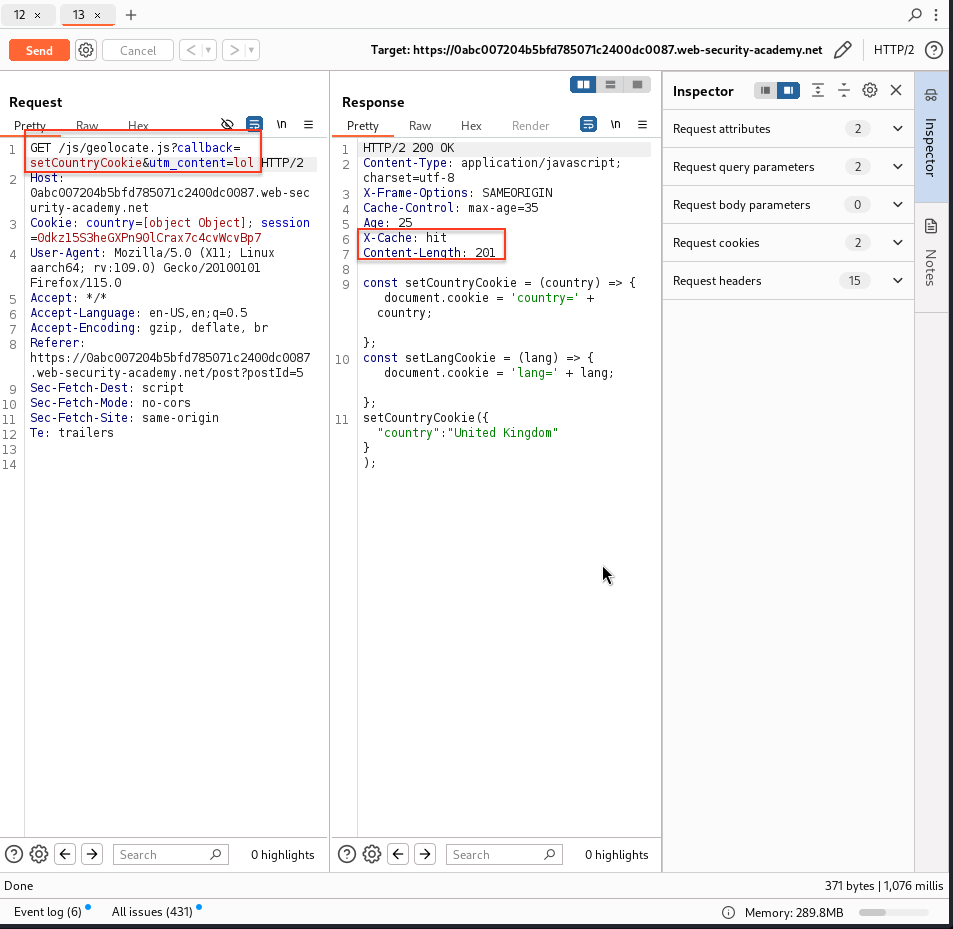 12 ×
13 ×
+
Send
Cancel
< ▾
> ▾
Target: https://0abc007204b5bfd785071c2400dc0087.web-security-academy.net
HTTP/2
Request
Pretty
Raw
Hex
\n
1 GET /js/geolocate.js?callback=
setCountryCookie&utm_content=lol HTTP/2
2 Host:
0abc007204b5bfd785071c2400dc0087.web-sec
urity-academy.net
3 Cookie: country=[object Object]; session
=0dkz15S3heGXPn90lCrax7c4cvWcvBp7
4 User-Agent: Mozilla/5.0 (X11; Linux
aarch64; rv:109.0) Gecko/20100101
Firefox/115.0
5 Accept: */*
6 Accept-Language: en-US,en;q=0.5
7 Accept-Encoding: gzip, deflate, br
8 Referer:
https://0abc007204b5bfd785071c2400dc0087
.web-security-academy.net/post?postId=5
9 Sec-Fetch-Dest: script
10 Sec-Fetch-Mode: no-cors
11 Sec-Fetch-Site: same-origin
12 Te: trailers
13
14
Search
0 highlights
Response
Pretty
Raw
Hex
Render
\n
1 HTTP/2 200 OK
2 Content-Type: application/javascript;
charset=utf-8
3 X-Frame-Options: SAMEORIGIN
4 Cache-Control: max-age=35
5 Age: 25
6 X-Cache: hit
7 Content-Length: 201
8
9 const setCountryCookie = (country) => {
document.cookie = 'country=' +
country;
};
10 const setLangCookie = (lang) => {
document.cookie = 'lang=' + lang;
};
11 setCountryCookie({
"country":"United Kingdom"
}
);
Search
0 highlights
Inspector
Request attributes 2
Request query parameters 2
Request body parameters 0
Request cookies 2
Request headers 15
Inspector
Notes
Done
371 bytes | 1,076 millis
Event log (6)
All issues (431)
Memory: 289.8MB